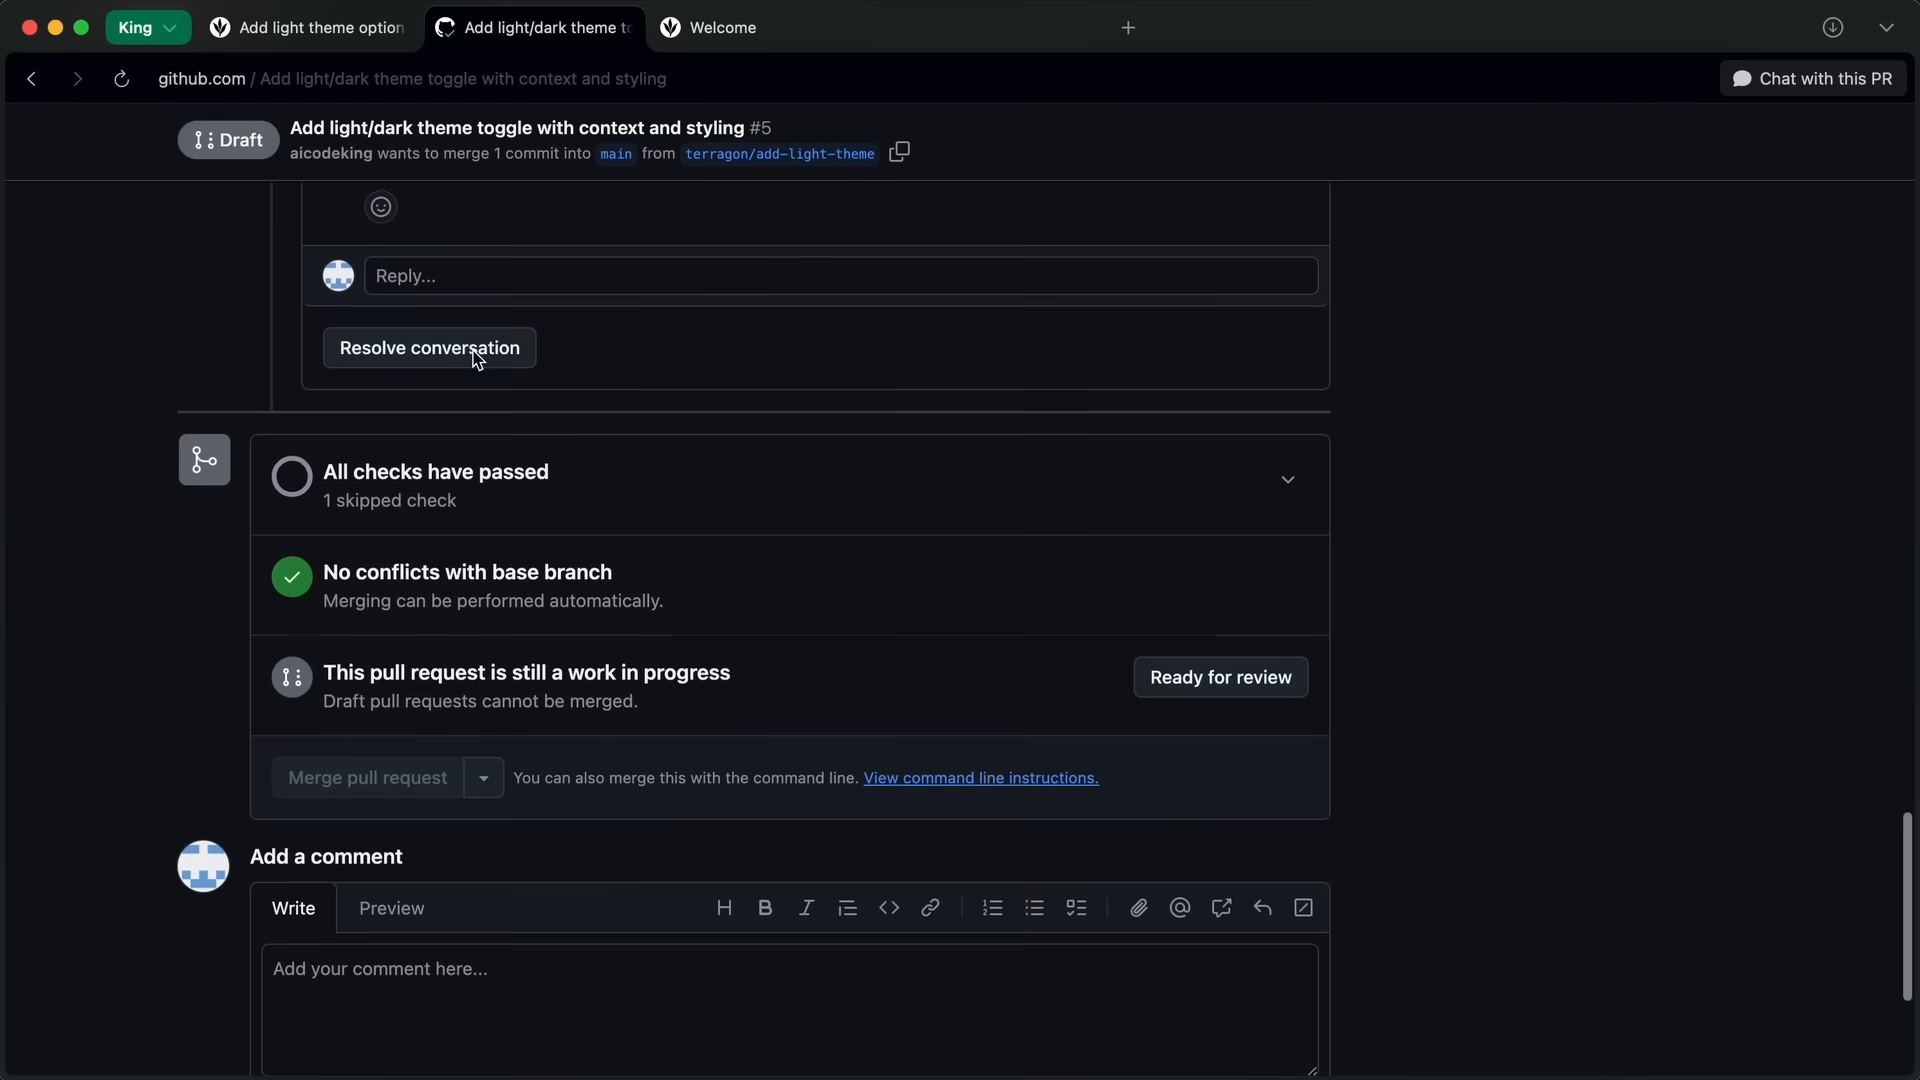 King
Add light theme option
Add light/dark theme to
Welcome
github.com / Add light/dark theme toggle with context and styling
Chat with this PR
Draft
Add light/dark theme toggle with context and styling #5
aicodeking wants to merge 1 commit into main from terragon/add-light-theme
Reply...
Resolve conversation
All checks have passed
1 skipped check
No conflicts with base branch
Merging can be performed automatically.
This pull request is still a work in progress
Draft pull requests cannot be merged.
Ready for review
Merge pull request
You can also merge this with the command line. View command line instructions.
Add a comment
Write
Preview
Add your comment here...